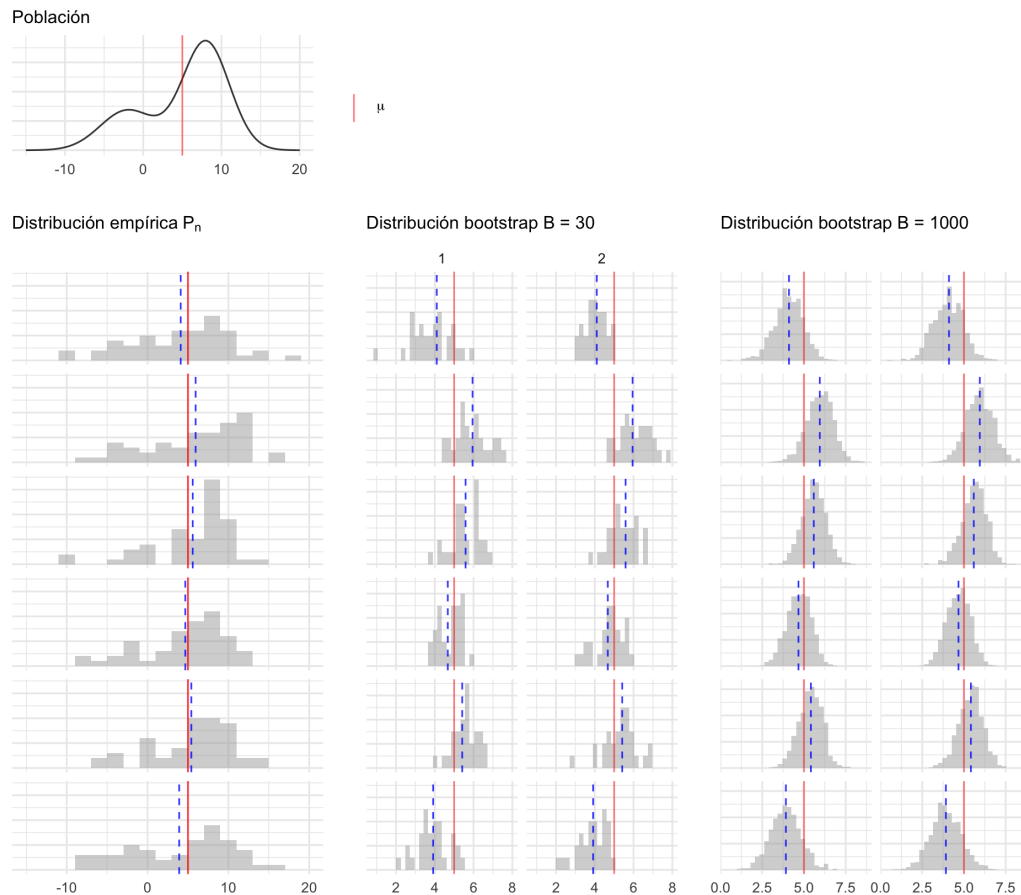 Población
-10 0 10 20
μ
Distribución empírica Pn
Distribución bootstrap B = 30
Distribución bootstrap B = 1000
1 2
-10 0 10 20
2 4 6 8 2 4 6 8
0.0 2.5 5.0 7.5 0.0 2.5 5.0 7.5